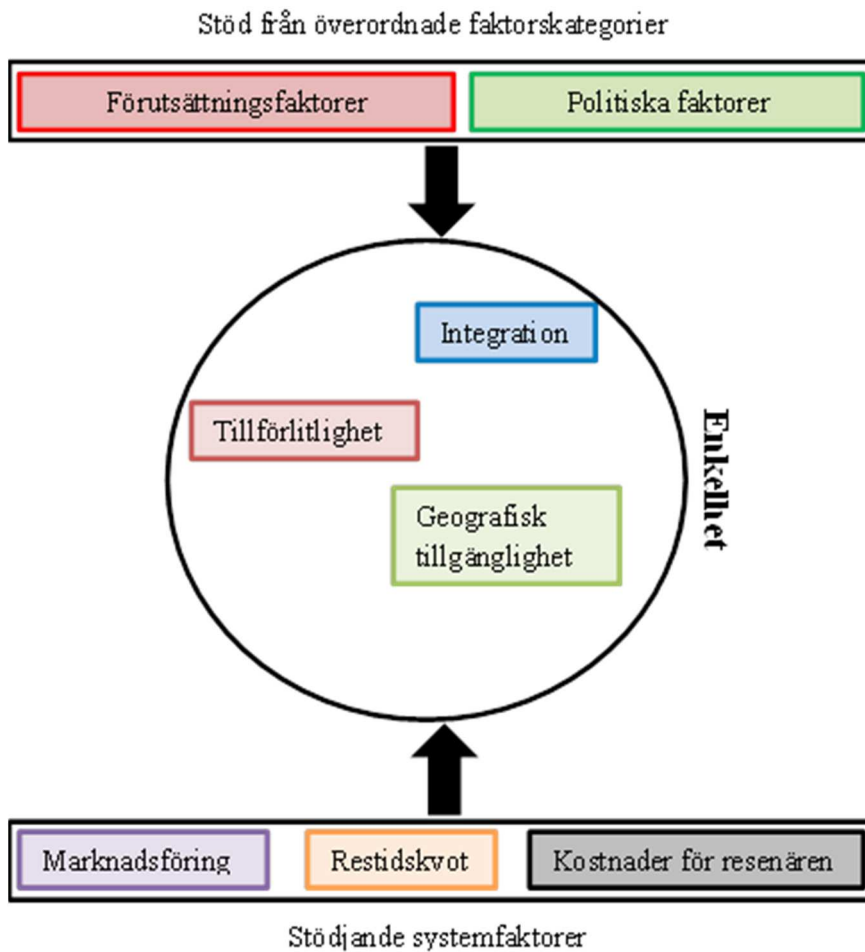 Stöd från överordnade faktorskategorier
Förutsättningsfaktorer
Politiska faktorer
Integration
Tillförlitlighet
Enkelhet
Geografisk
tillgänglighet
Marknadsföring
Restidskvot
Kostnader för resenären
Stödjande systemfaktorer